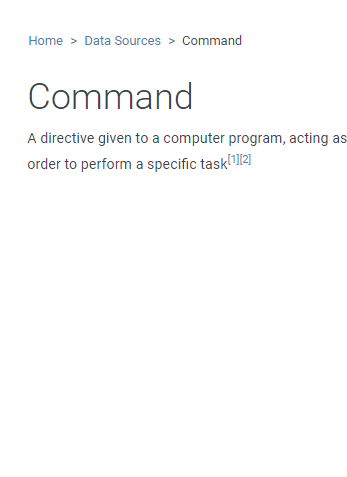 Home > Data Sources > Command
Command
A directive given to a computer program, acting as
order to perform a specific task[1][2]